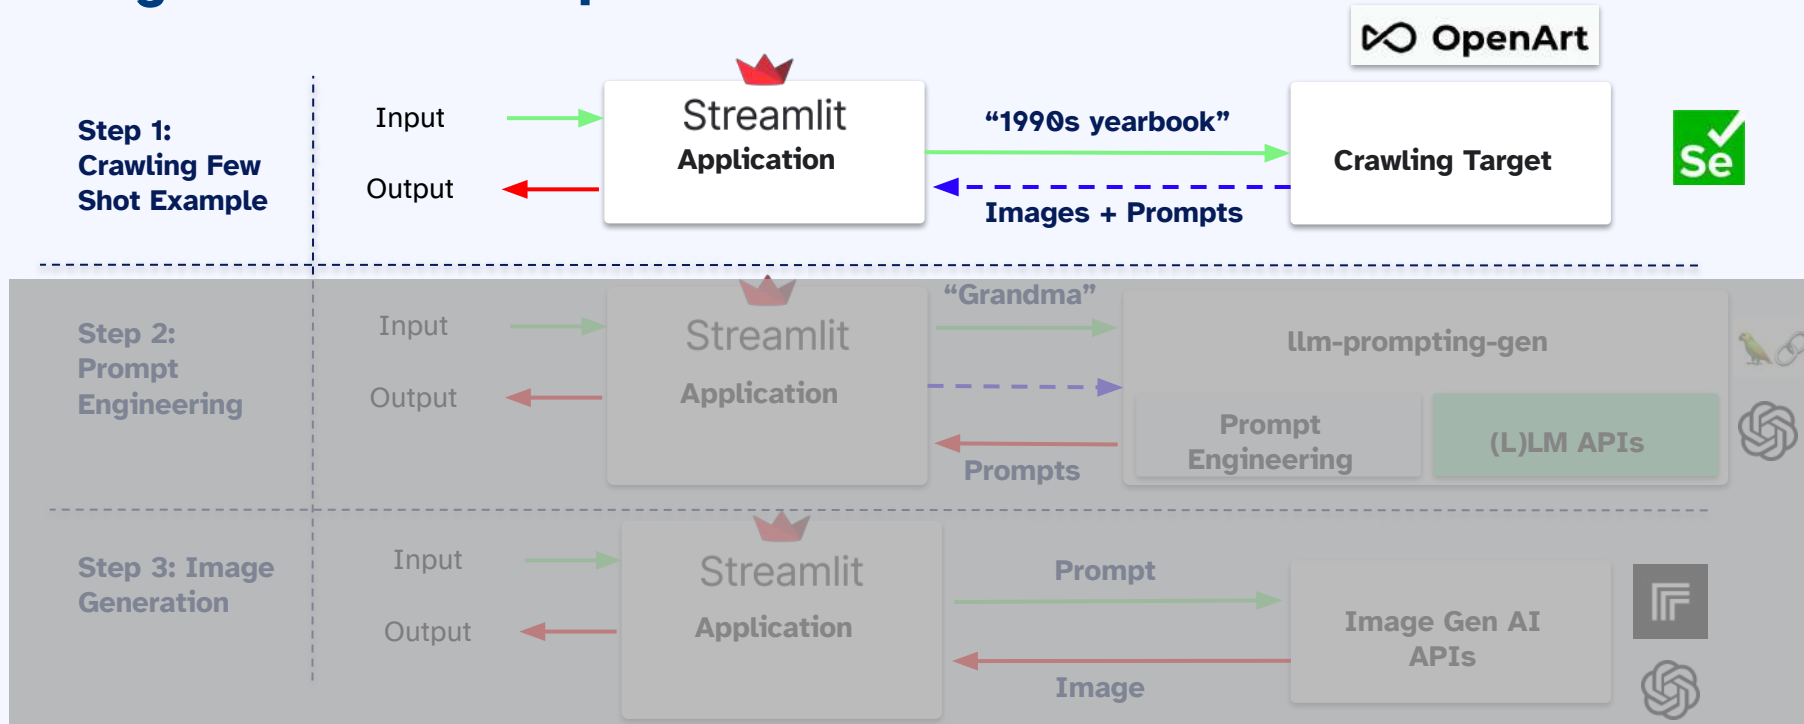 OpenArt
Step 1:
Crawling Few
Shot Example
Input
Output
Streamlit
Application
“1990s yearbook”
Images + Prompts
Crawling Target
Se
Step 2:
Prompt
Engineering
Input
Output
Streamlit
Application
“Grandma”
Prompts
llm-prompting-gen
Prompt
Engineering
(L)LM APIs
Step 3: Image
Generation
Input
Output
Streamlit
Application
Prompt
Image
Image Gen AI
APIs